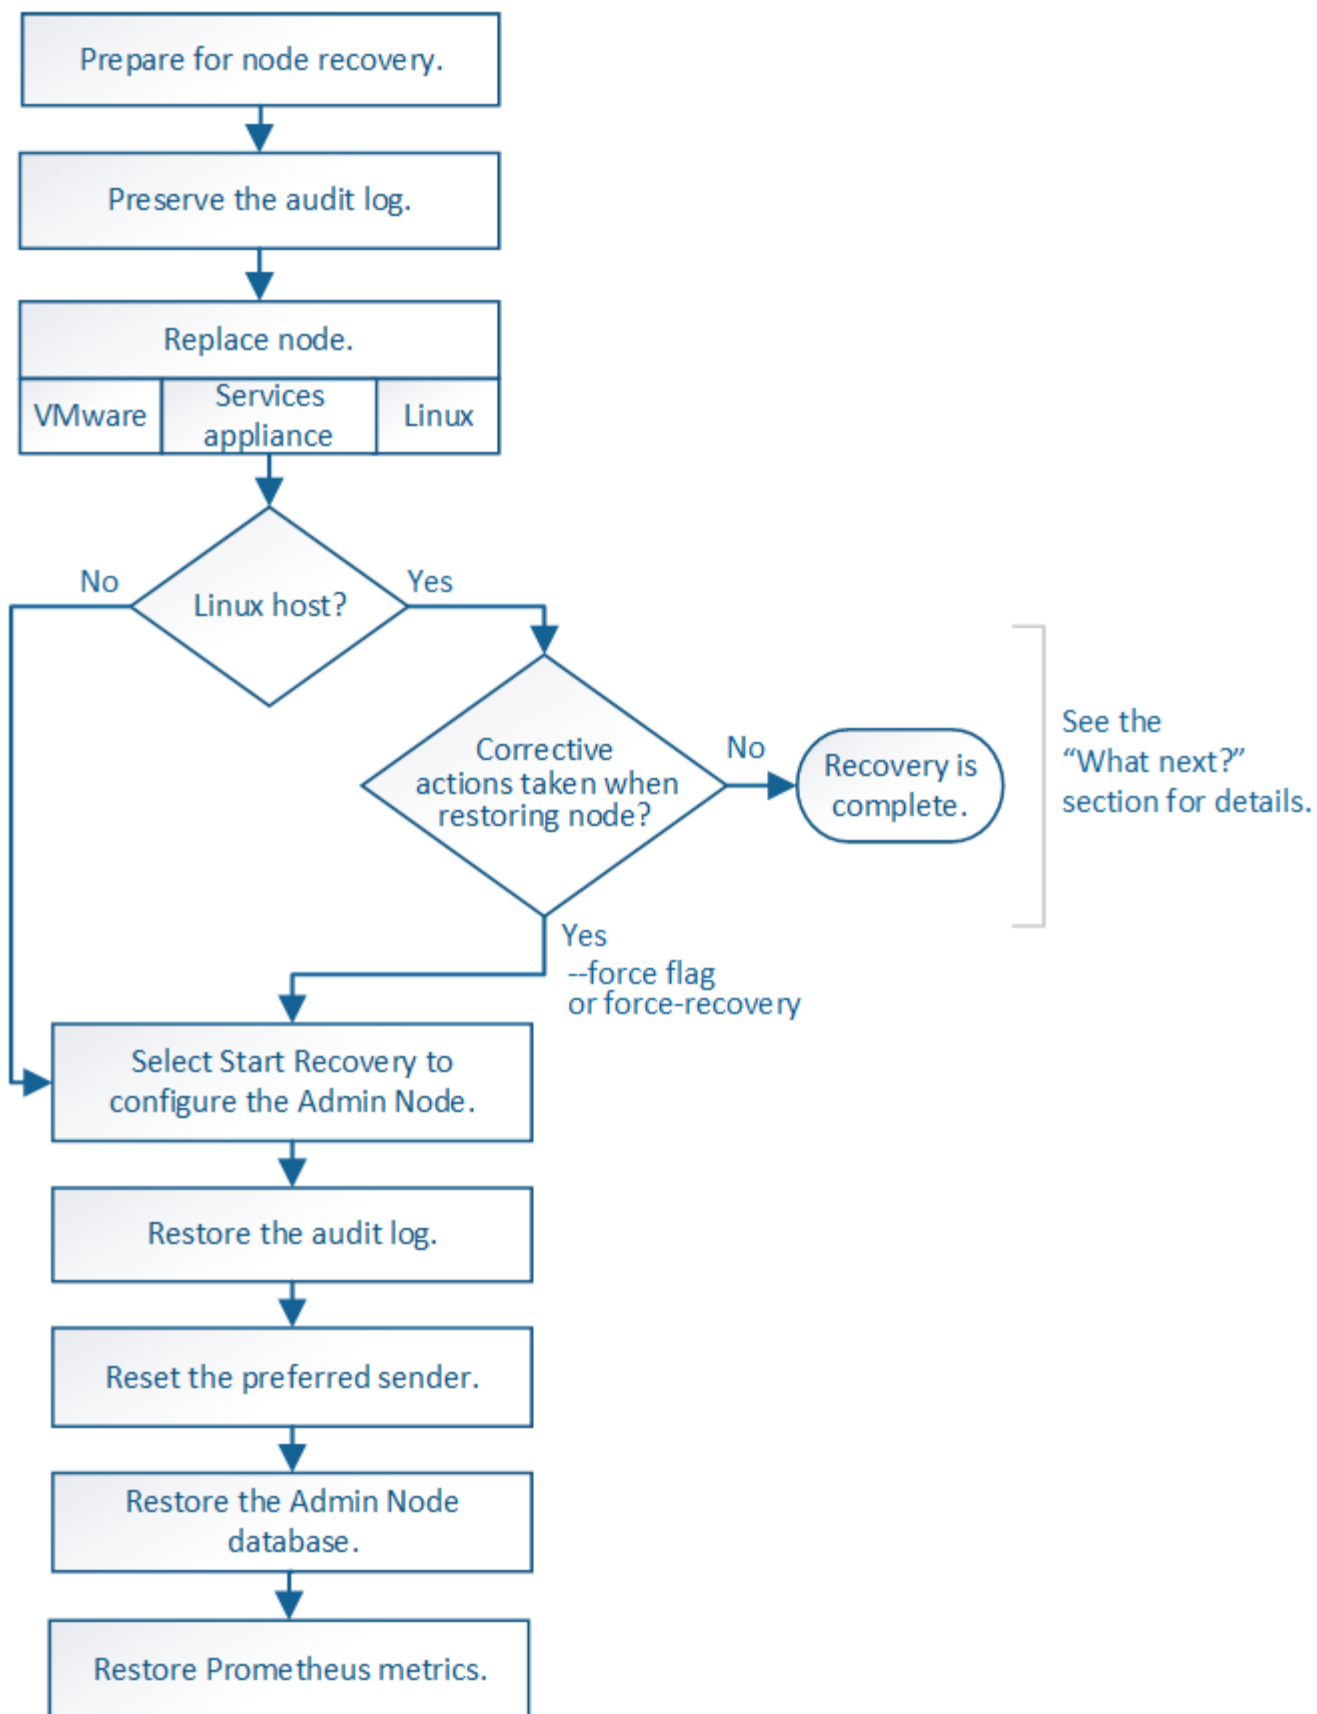 Prepare for node recovery.
Preserve the audit log.
Replace node.
VMware
Services
appliance
Linux
No
Linux host?
Yes
Corrective
actions taken when
restoring node?
No
Recovery is
complete.
See the
“What next?”
section for details.
Yes
--force flag
or force-recovery
Select Start Recovery to
configure the Admin Node.
Restore the audit log.
Reset the preferred sender.
Restore the Admin Node
database.
Restore Prometheus metrics.